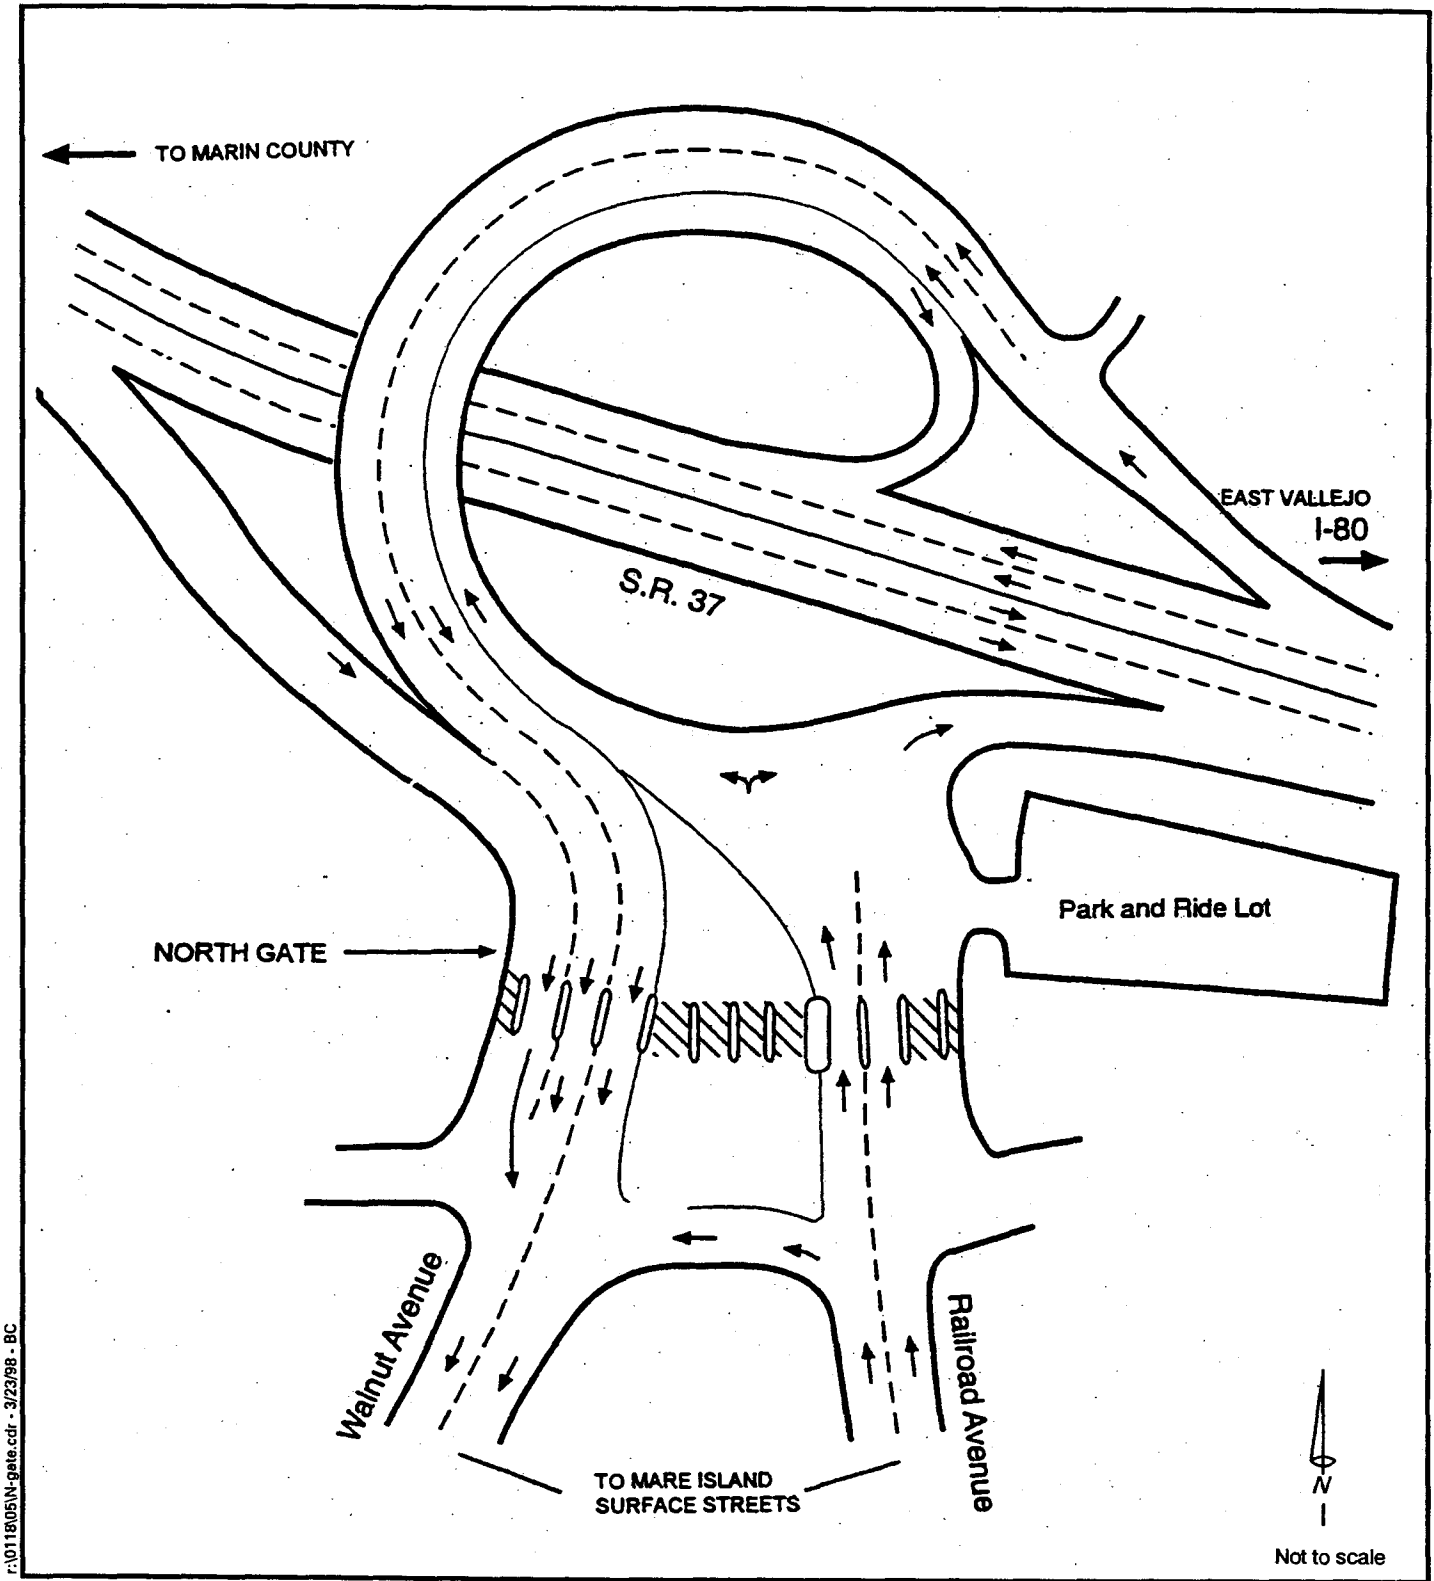 TO MARIN COUNTY
EAST VALLEJO
I-80
S.R. 37
Park and Ride Lot
NORTH GATE
Walnut Avenue
Railroad Avenue
TO MARE ISLAND
SURFACE STREETS
N
Not to scale
r:\0118\05\N-gate.cdr - 3/23/98 - BC